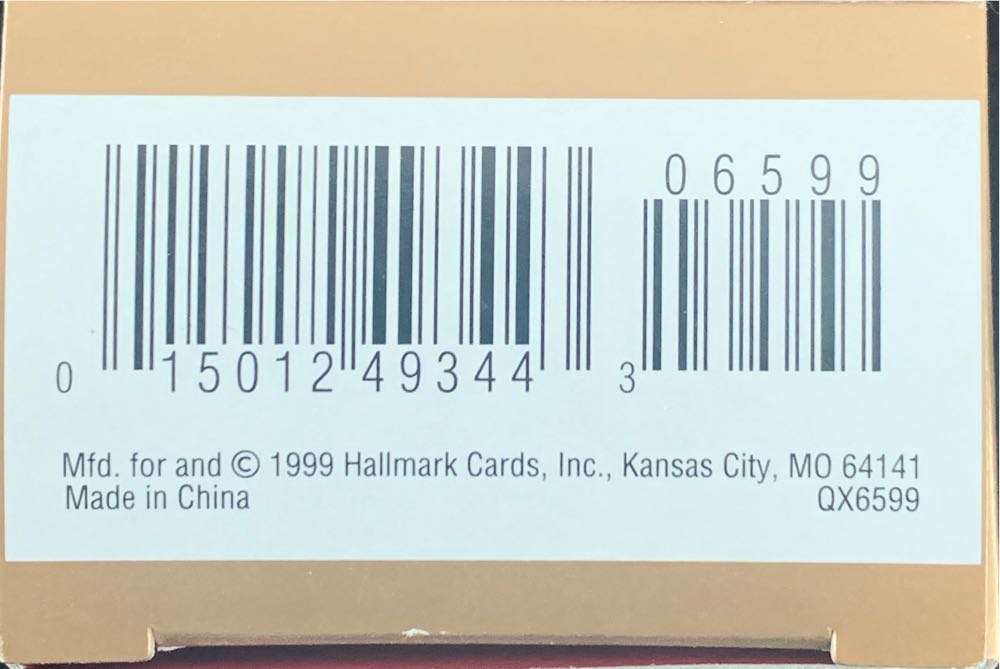 06599
0 15012 49344 3
Mfd. for and © 1999 Hallmark Cards, Inc., Kansas City, MO 64141
Made in China QX6599